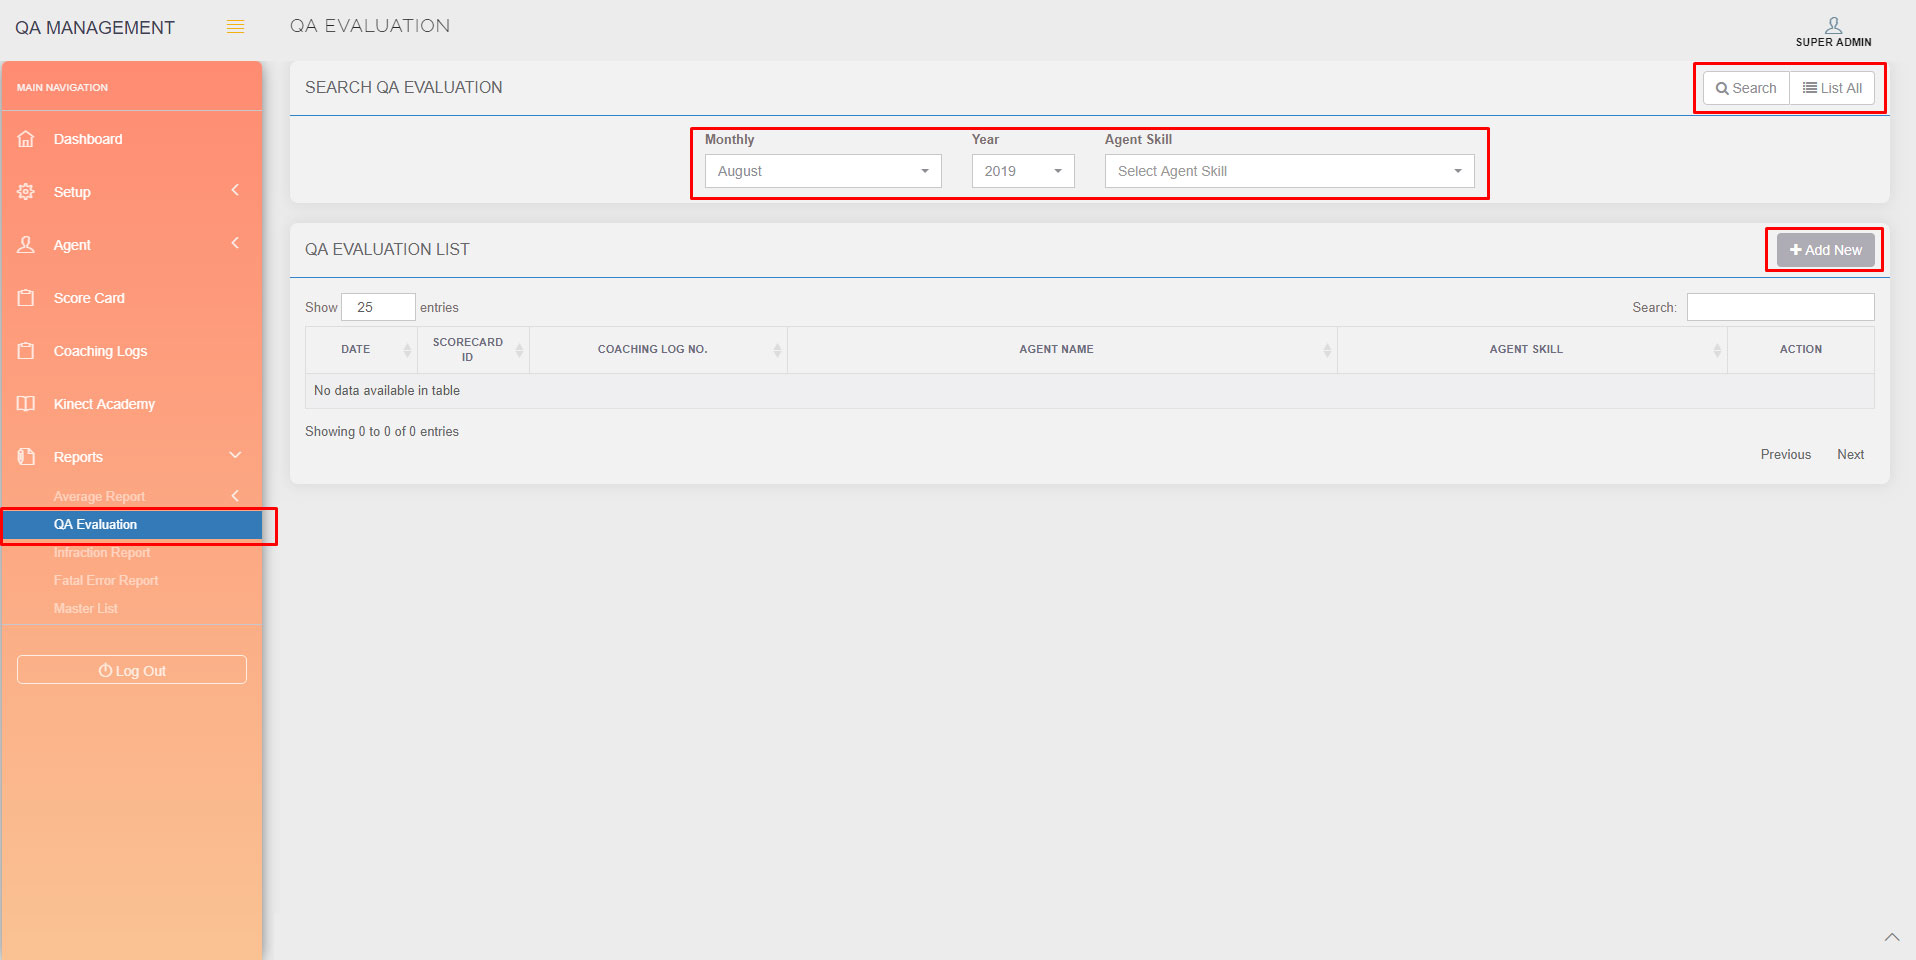 QA MANAGEMENT
QA EVALUATION
SUPER ADMIN
MAIN NAVIGATION
Dashboard
Setup
Agent
Score Card
Coaching Logs
Kinect Academy
Reports
Average Report
QA Evaluation
Infraction Report
Fatal Error Report
Master List
Log Out
SEARCH QA EVALUATION
Search
List All
Monthly Year Agent Skill
August 2019 Select Agent Skill
QA EVALUATION LIST
Add New
Show 25 entries
Search:
DATE SCORECARD ID COACHING LOG NO. AGENT NAME AGENT SKILL ACTION
No data available in table
Showing 0 to 0 of 0 entries
Previous Next